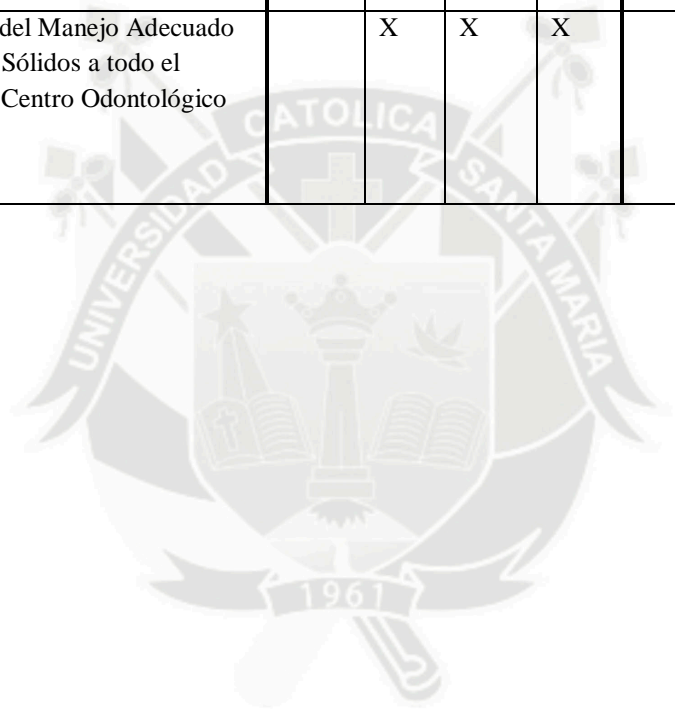 del Manejo Adecuado X X X
Sólidos a todo el
Centro Odontológico
UNIVERSIDAD CATOLICA SANTA MARIA
1961